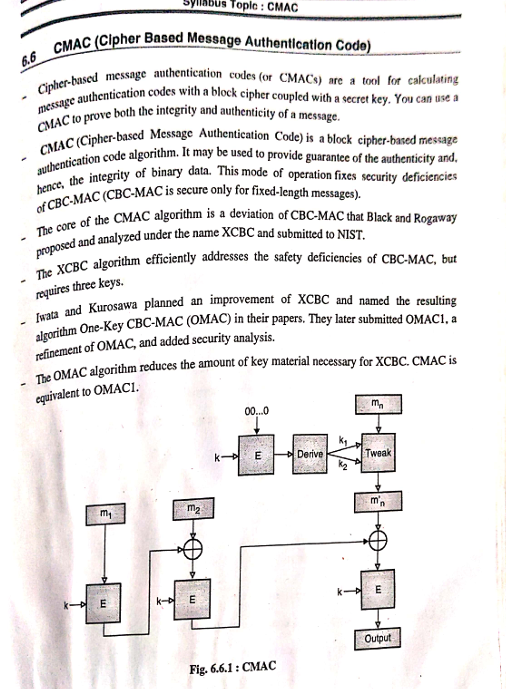 Syllabus Topic : CMAC
6.6 CMAC (Cipher Based Message Authentication Code)
- Cipher-based message authentication codes (or CMACs) are a tool for calculating
message authentication codes with a block cipher coupled with a secret key. You can use a
CMAC to prove both the integrity and authenticity of a message.
- CMAC (Cipher-based Message Authentication Code) is a block cipher-based message
authentication code algorithm. It may be used to provide guarantee of the authenticity and,
hence, the integrity of binary data. This mode of operation fixes security deficiencies
of CBC-MAC (CBC-MAC is secure only for fixed-length messages).
- The core of the CMAC algorithm is a deviation of CBC-MAC that Black and Rogaway
proposed and analyzed under the name XCBC and submitted to NIST.
- The XCBC algorithm efficiently addresses the safety deficiencies of CBC-MAC, but
requires three keys.
- Iwata and Kurosawa planned an improvement of XCBC and named the resulting
algorithm One-Key CBC-MAC (OMAC) in their papers. They later submitted OMAC1, a
refinement of OMAC, and added security analysis.
- The OMAC algorithm reduces the amount of key material necessary for XCBC. CMAC is
equivalent to OMAC1.
00...0
mn
k E Derive k1 k2 Tweak
m1 m2 m'n
k E k E k E
Output
Fig. 6.6.1 : CMAC